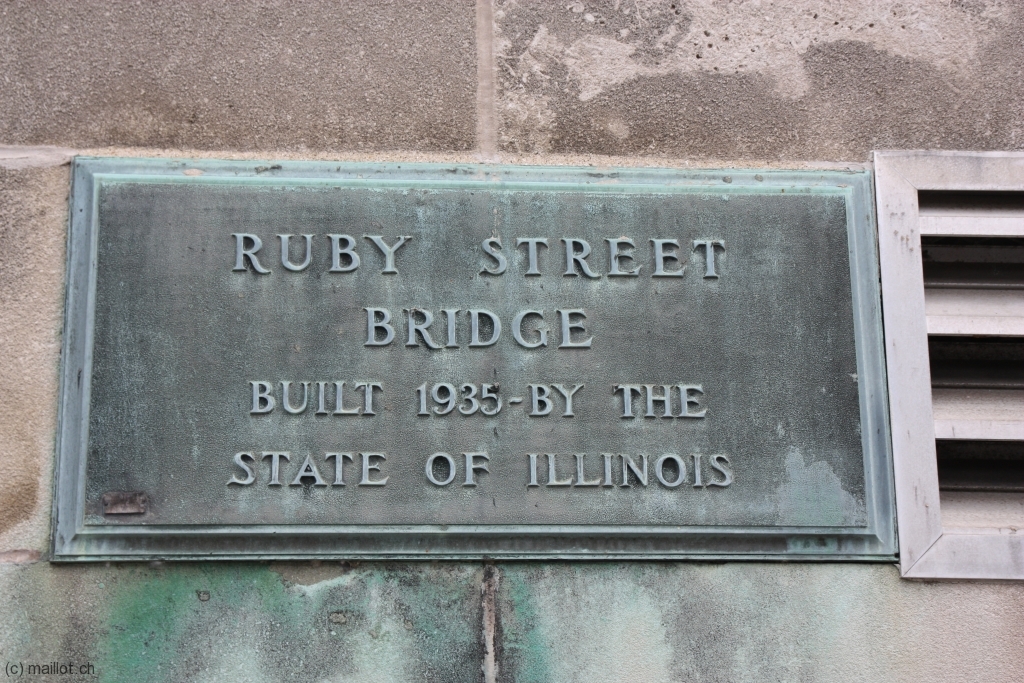 RUBY STREET
BRIDGE
BUILT 1935-BY THE
STATE OF ILLINOIS
(c) maillot.ch